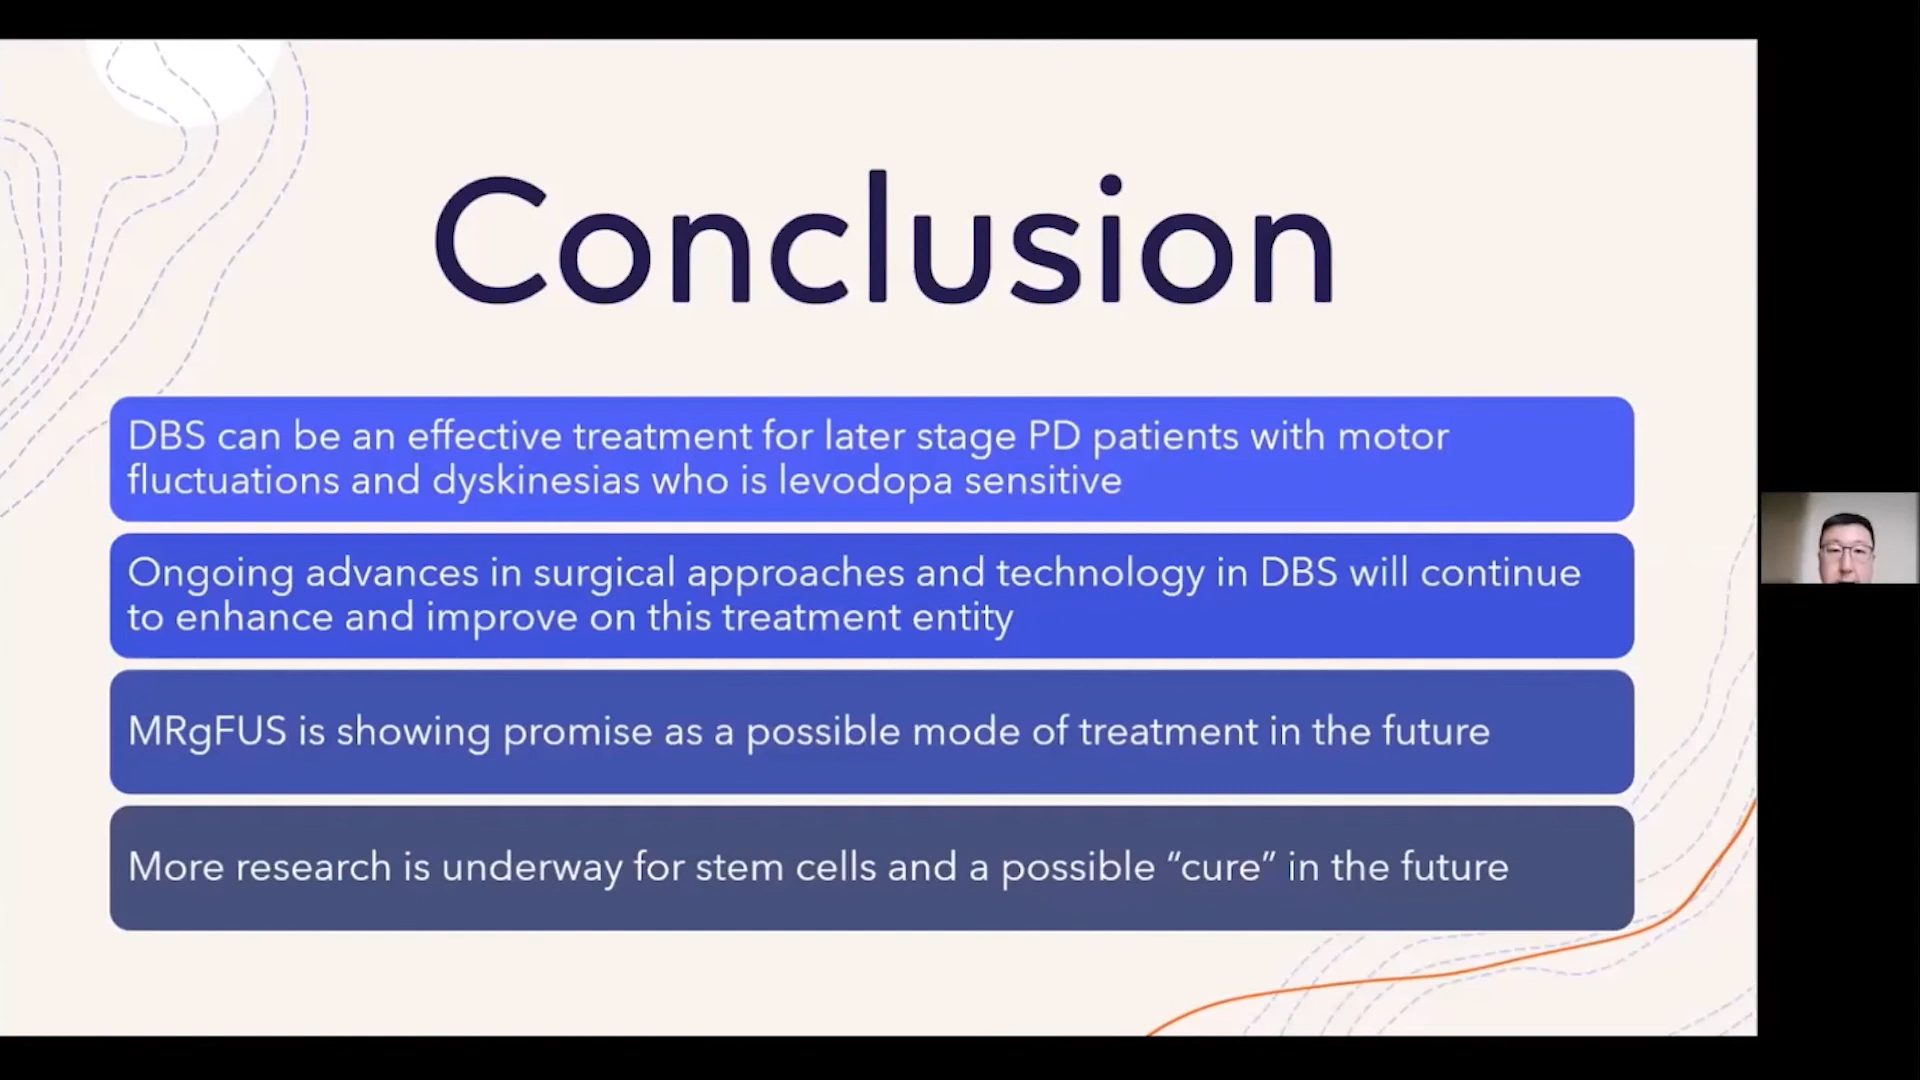 Conclusion
DBS can be an effective treatment for later stage PD patients with motor
fluctuations and dyskinesias who is levodopa sensitive
Ongoing advances in surgical approaches and technology in DBS will continue
to enhance and improve on this treatment entity
MRgFUS is showing promise as a possible mode of treatment in the future
More research is underway for stem cells and a possible “cure” in the future